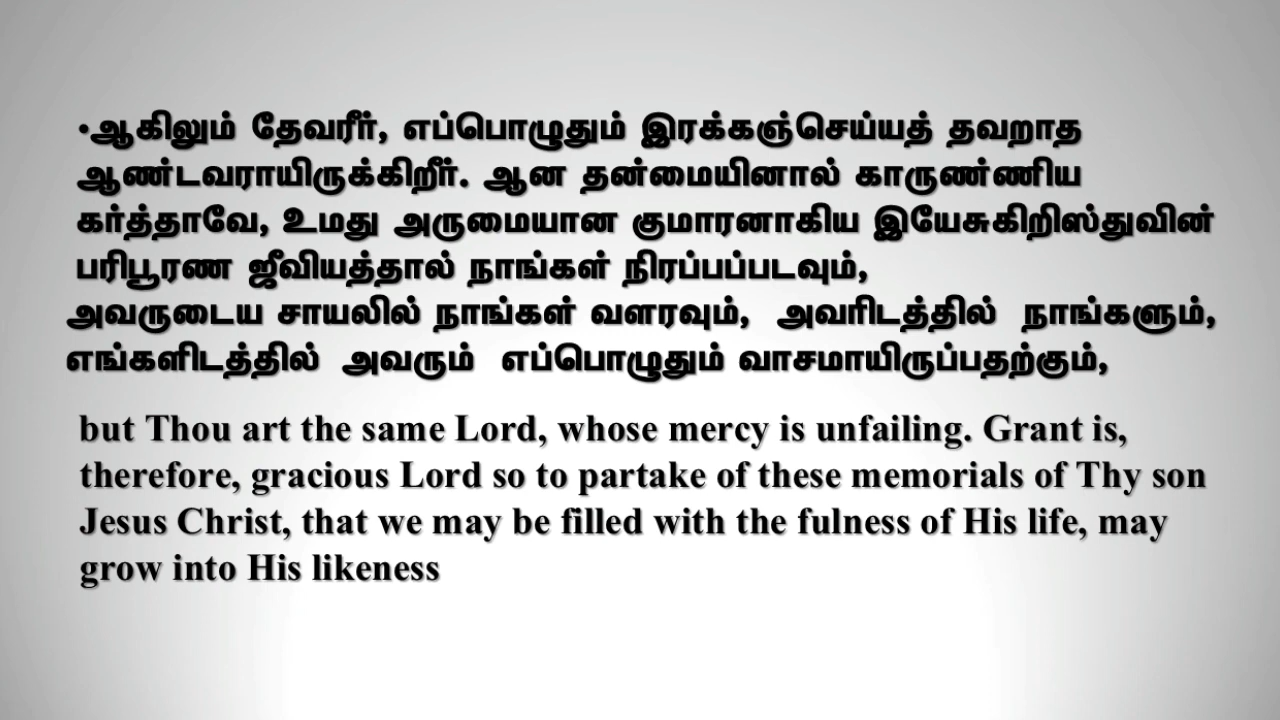 •ஆகிலும் தேவரீர், எப்பொழுதும் இரக்கஞ்செய்யத் தவறாத
ஆண்டவராயிருக்கிறீர். ஆன தன்மையினால் காருண்ணிய
கர்த்தாவே, உமது அருமையான குமாரனாகிய இயேசுகிறிஸ்துவின்
பரிபூரண ஜீவியத்தால் நாங்கள் நிரப்பப்படவும்,
அவருடைய சாயலில் நாங்கள் வளரவும், அவரிடத்தில் நாங்களும்,
எங்களிடத்தில் அவரும் எப்பொழுதும் வாசமாயிருப்பதற்கும்,
but Thou art the same Lord, whose mercy is unfailing. Grant is,
therefore, gracious Lord so to partake of these memorials of Thy son
Jesus Christ, that we may be filled with the fulness of His life, may
grow into His likeness